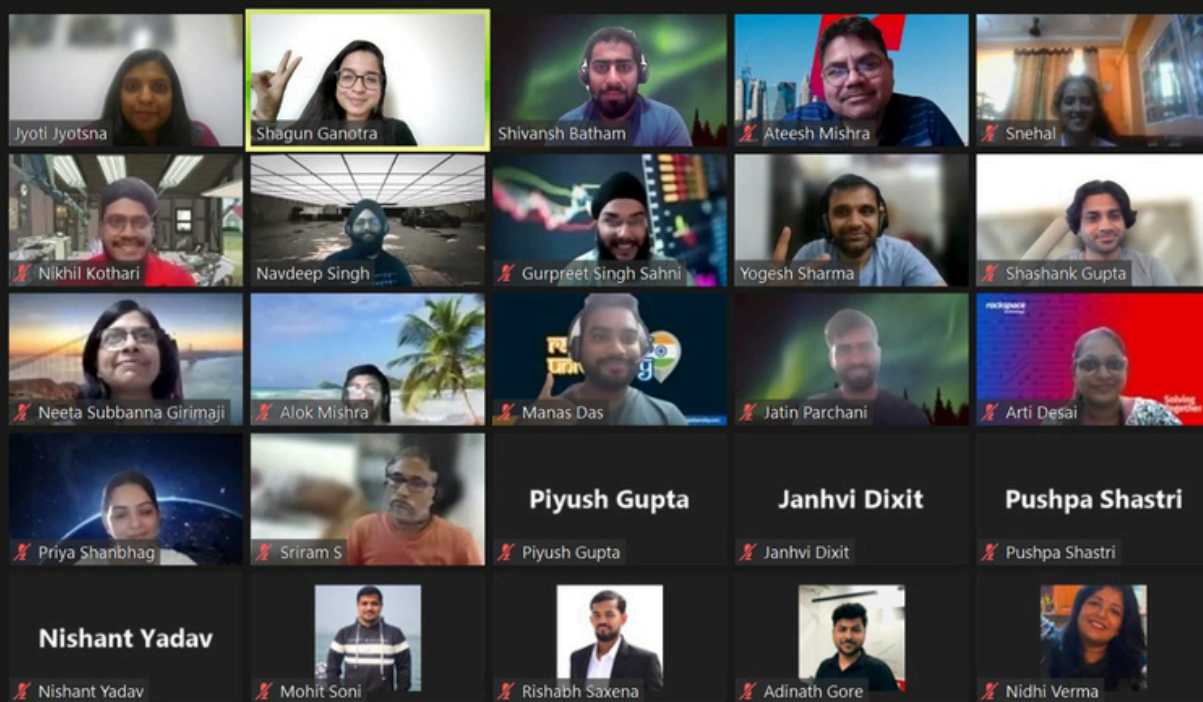 Jyoti Jyotsna
Shagun Ganotra
Shivansh Batham
Ateesh Mishra
Snehal
Nikhil Kothari
Navdeep Singh
Gurpreet Singh Sahni
Yogesh Sharma
Shashank Gupta
rackspace
technology
Solving
Together
Neeta Subbanna Girimaji
Alok Mishra
Manas Das
Jatin Parchani
Arti Desai
Piyush Gupta
Janhvi Dixit
Pushpa Shastri
Priya Shanbhag
Sriram S
Piyush Gupta
Janhvi Dixit
Pushpa Shastri
Nishant Yadav
Nishant Yadav
Mohit Soni
Rishabh Saxena
Adinath Gore
Nidhi Verma